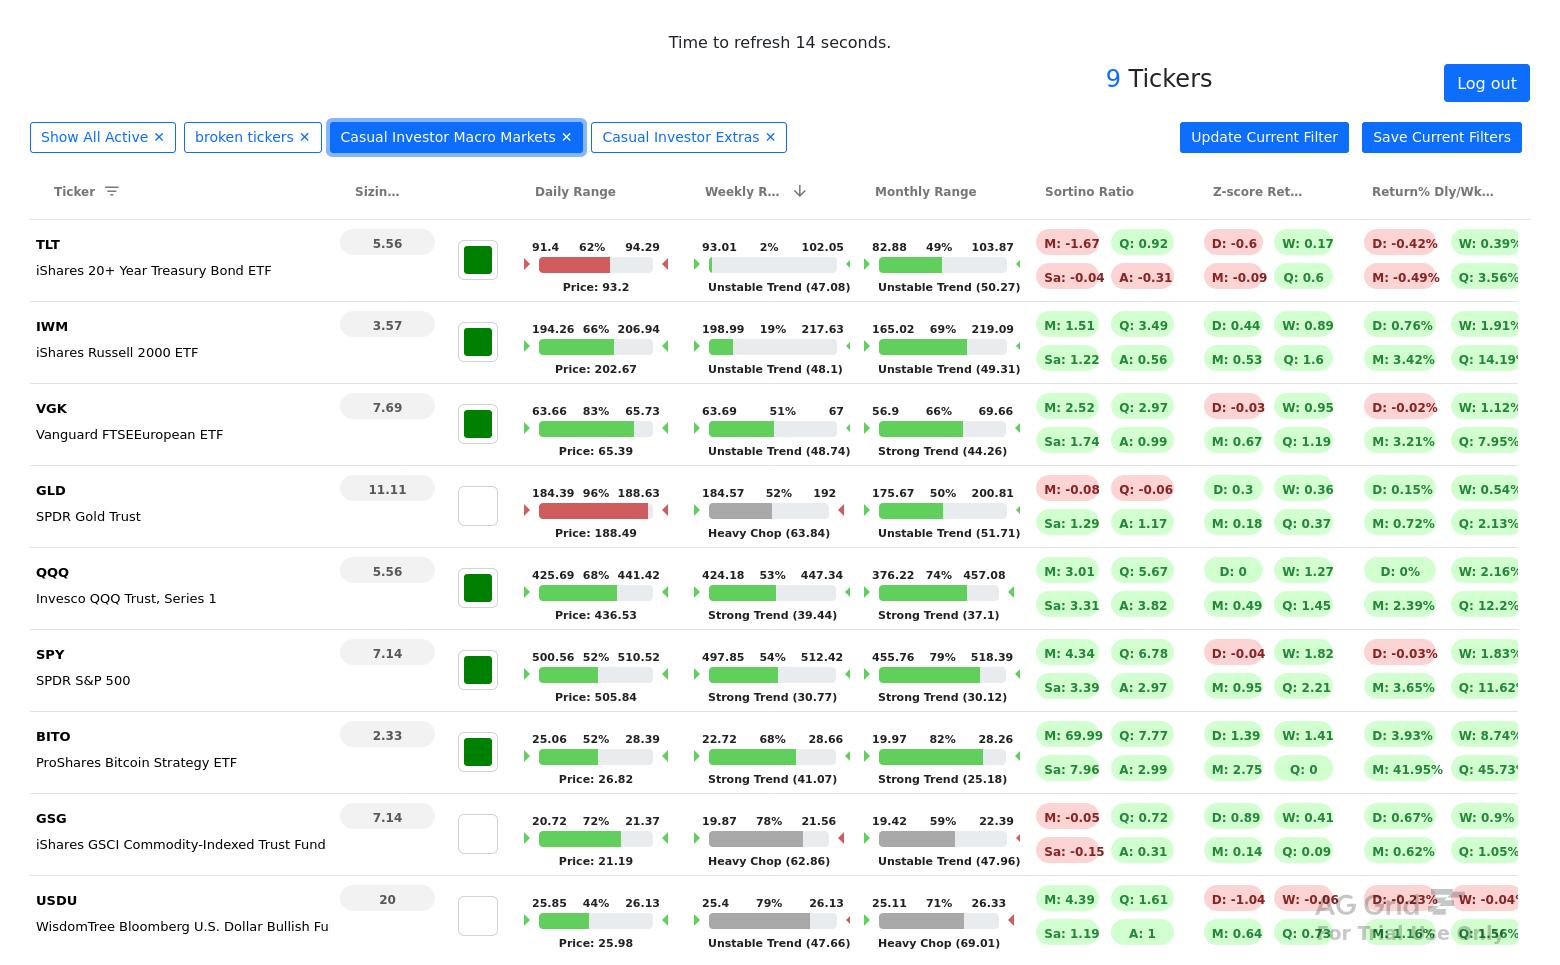 Time to refresh 14 seconds.
9 Tickers
Log out
Show All Active ✕ broken tickers ✕ Casual Investor Macro Markets ✕ Casual Investor Extras ✕ Update Current Filter Save Current Filters
Ticker Sizin... Daily Range Weekly R... Monthly Range Sortino Ratio Z-score Ret... Return% Dly/Wk...
TLT 5.56
iShares 20+ Year Treasury Bond ETF
91.4 62% 94.29 93.01 2% 102.05 82.88 49% 103.87
Price: 93.2 Unstable Trend (47.08) Unstable Trend (50.27)
M: -1.67 Q: 0.92 D: -0.6 W: 0.17 D: -0.42% W: 0.39%
Sa: -0.04 A: -0.31 M: -0.09 Q: 0.6 M: -0.49% Q: 3.56%
IWM 3.57
iShares Russell 2000 ETF
194.26 66% 206.94 198.99 19% 217.63 165.02 69% 219.09
Price: 202.67 Unstable Trend (48.1) Unstable Trend (49.31)
M: 1.51 Q: 3.49 D: 0.44 W: 0.89 D: 0.76% W: 1.91%
Sa: 1.22 A: 0.56 M: 0.53 Q: 1.6 M: 3.42% Q: 14.19%
VGK 7.69
Vanguard FTSEEuropean ETF
63.66 83% 65.73 63.69 51% 67 56.9 66% 69.66
Price: 65.39 Unstable Trend (48.74) Strong Trend (44.26)
M: 2.52 Q: 2.97 D: -0.03 W: 0.95 D: -0.02% W: 1.12%
Sa: 1.74 A: 0.99 M: 0.67 Q: 1.19 M: 3.21% Q: 7.95%
GLD 11.11
SPDR Gold Trust
184.39 96% 188.63 184.57 52% 192 175.67 50% 200.81
Price: 188.49 Heavy Chop (63.84) Unstable Trend (51.71)
M: -0.08 Q: -0.06 D: 0.3 W: 0.36 D: 0.15% W: 0.54%
Sa: 1.29 A: 1.17 M: 0.18 Q: 0.37 M: 0.72% Q: 2.13%
QQQ 5.56
Invesco QQQ Trust, Series 1
425.69 68% 441.42 424.18 53% 447.34 376.22 74% 457.08
Price: 436.53 Strong Trend (39.44) Strong Trend (37.1)
M: 3.01 Q: 5.67 D: 0 W: 1.27 D: 0% W: 2.16%
Sa: 3.31 A: 3.82 M: 0.49 Q: 1.45 M: 2.39% Q: 12.2%
SPY 7.14
SPDR S&P 500
500.56 52% 510.52 497.85 54% 512.42 455.76 79% 518.39
Price: 505.84 Strong Trend (30.77) Strong Trend (30.12)
M: 4.34 Q: 6.78 D: -0.04 W: 1.82 D: -0.03% W: 1.83%
Sa: 3.39 A: 2.97 M: 0.95 Q: 2.21 M: 3.65% Q: 11.62%
BITO 2.33
ProShares Bitcoin Strategy ETF
25.06 52% 28.39 22.72 68% 28.66 19.97 82% 28.26
Price: 26.82 Strong Trend (41.07) Strong Trend (25.18)
M: 69.99 Q: 7.77 D: 1.39 W: 1.41 D: 3.93% W: 8.74%
Sa: 7.96 A: 2.99 M: 2.75 Q: 0 M: 41.95% Q: 45.73%
GSG 7.14
iShares GSCI Commodity-Indexed Trust Fund
20.72 72% 21.37 19.87 78% 21.56 19.42 59% 22.39
Price: 21.19 Heavy Chop (62.86) Unstable Trend (47.96)
M: -0.05 Q: 0.72 D: 0.89 W: 0.41 D: 0.67% W: 0.9%
Sa: -0.15 A: 0.31 M: 0.14 Q: 0.09 M: 0.62% Q: 1.05%
USDU 20
WisdomTree Bloomberg U.S. Dollar Bullish Fu
25.85 44% 26.13 25.4 79% 26.13 25.11 71% 26.33
Price: 25.98 Unstable Trend (47.66) Heavy Chop (69.01)
M: 4.39 Q: 1.61 D: -1.04 W: -0.06 D: -0.23% W: -0.04%
Sa: 1.19 A: 1 M: 0.64 Q: 0.73 M: 1.16% Q: 1.56%
AG Grid
For Trial Use Only